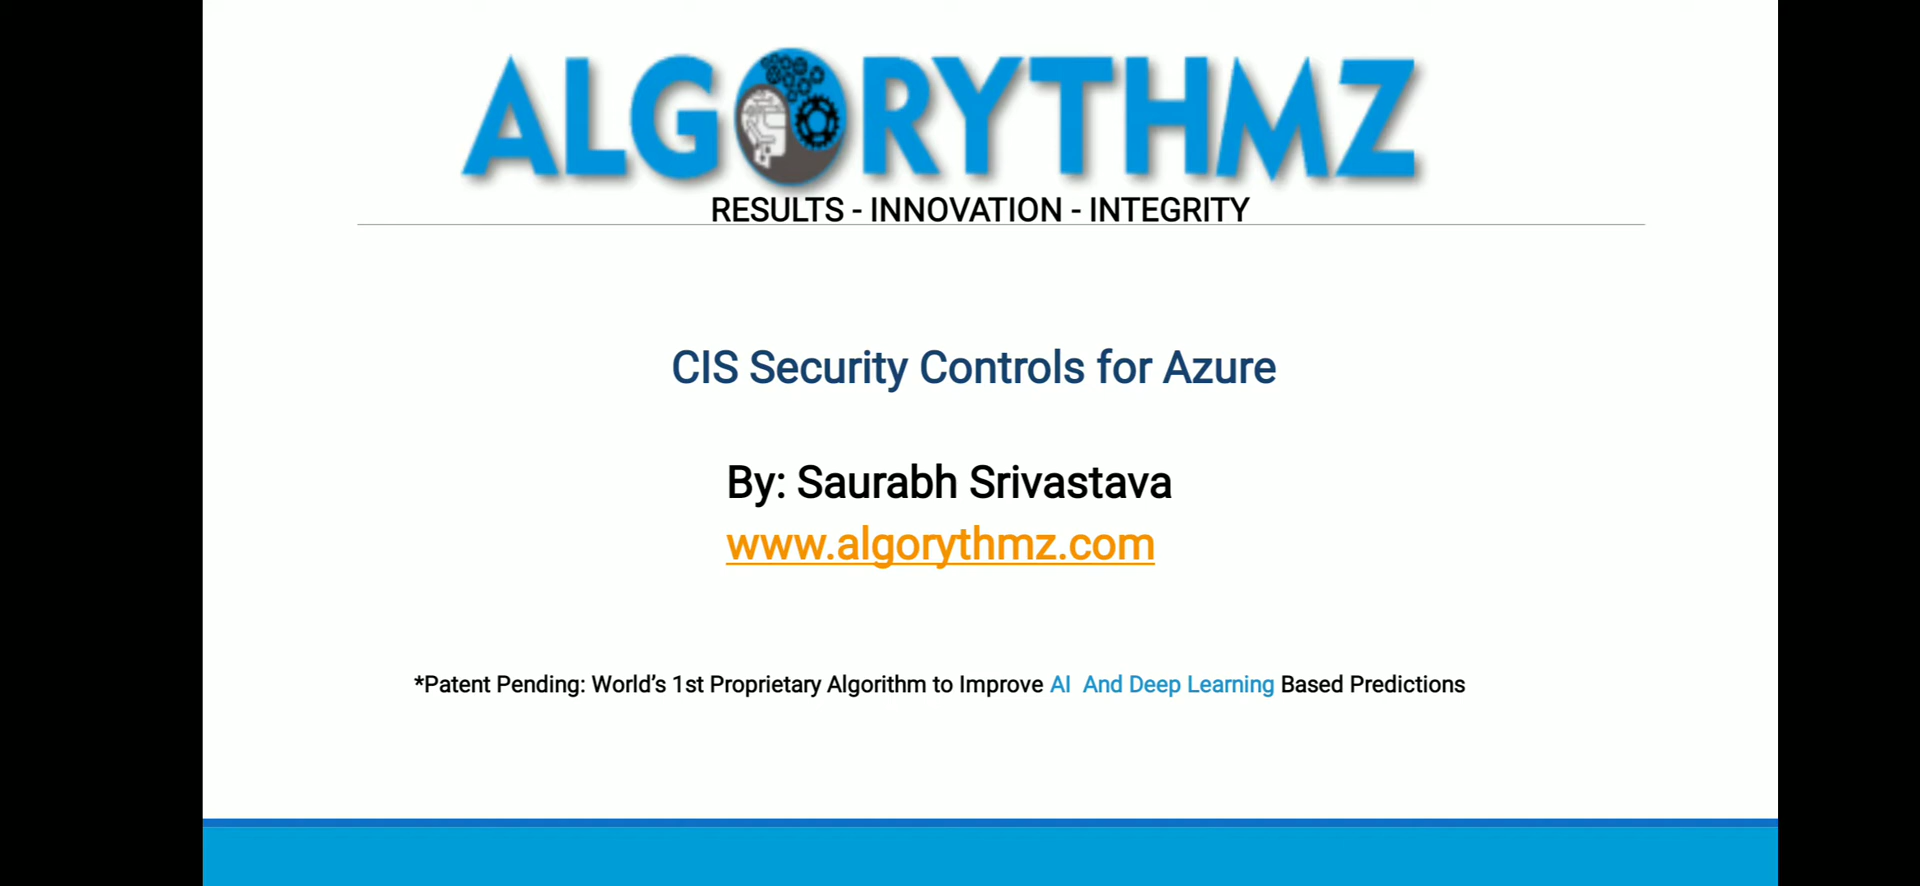 ALGORYTHMZ
RESULTS - INNOVATION - INTEGRITY
CIS Security Controls for Azure
By: Saurabh Srivastava
www.algorythmz.com
*Patent Pending: World’s 1st Proprietary Algorithm to Improve AI And Deep Learning Based Predictions